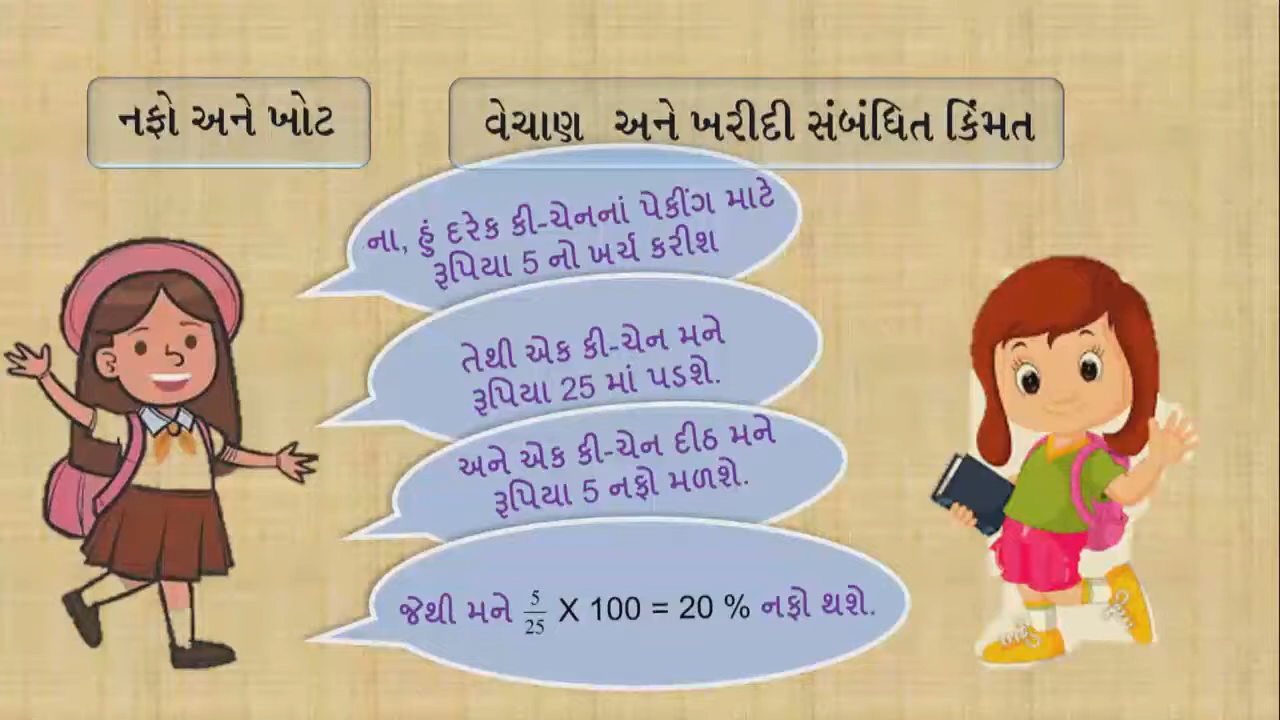 નફો અને ખોટ
વેચાણ અને ખરીદી સંબંધિત કિંમત
ના, હું દરેક કી-ચેનનાં પેકીંગ માટે
રૂપિયા 5 નો ખર્ચ કરીશ
તેથી એક કી-ચેન મને
રૂપિયા 25 માં પડશે.
અને એક કી-ચેન દીઠ મને
રૂપિયા 5 નફો મળશે.
જેથી મને 5/25 X 100 = 20 % નફો થશે.